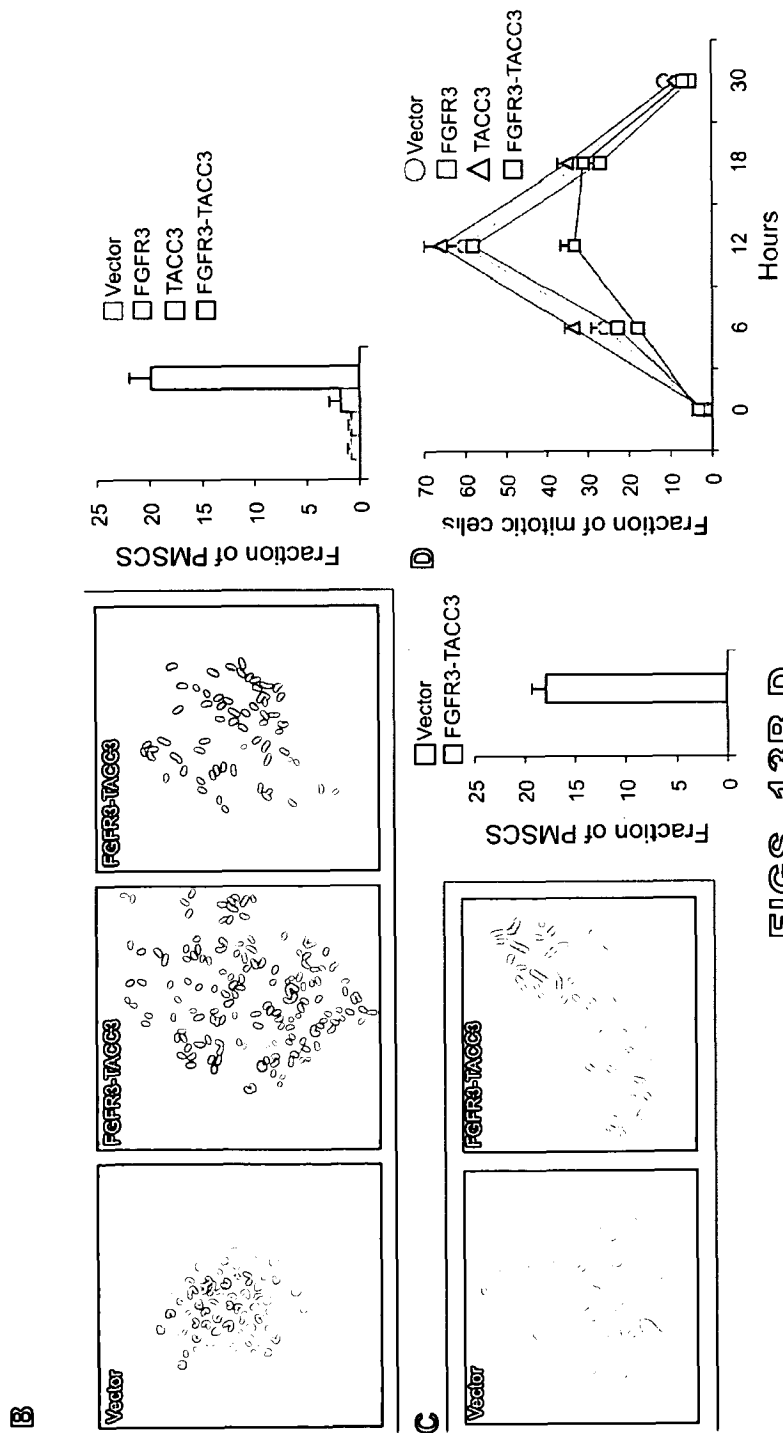 B
Vector
FGFR3-TACC3
FGFR3-TACC3
Fraction of PMSCS
25
20
15
10
5
0
Vector
FGFR3
TACC3
FGFR3-TACC3
C
Vector
FGFR3-TACC3
Fraction of PMSCS
25
20
15
10
5
0
Vector
FGFR3-TACC3
D
Fraction of mitotic cells
70
60
50
40
30
20
10
0
0
6
12
18
30
Hours
Vector
FGFR3
TACC3
FGFR3-TACC3
FIGS. 13B-D